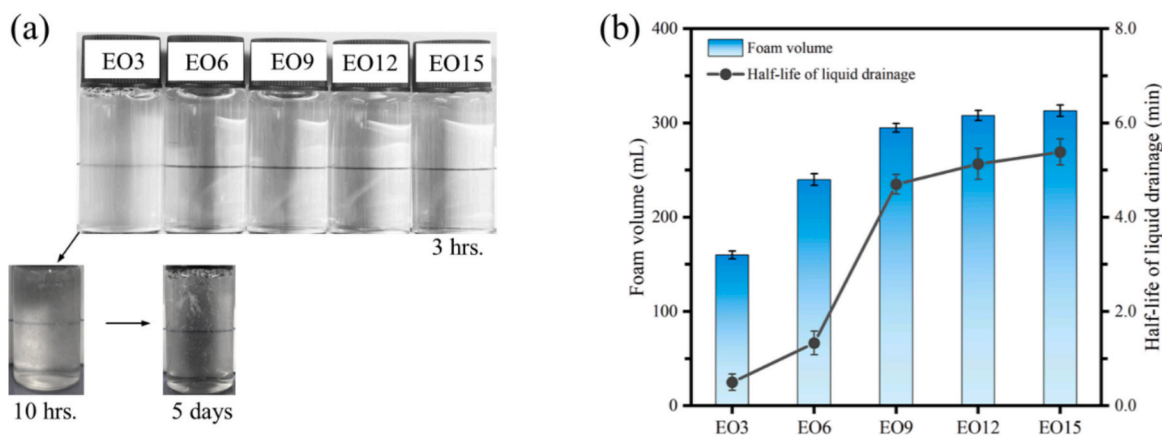 (a)
EO3 EO6 EO9 EO12 EO15
3 hrs.
10 hrs.
5 days
(b)
Foam volume
Half-life of liquid drainage
Foam volume (mL)
400
300
200
100
0
Half-life of liquid drainage (min)
8.0
6.0
4.0
2.0
0.0
EO3 EO6 EO9 EO12 EO15